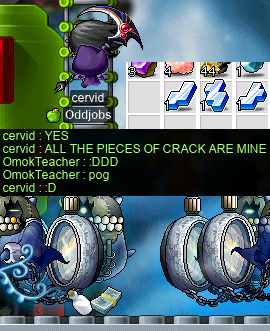 3 4 44 2
cervid
Oddjobs
1 1 1
cervid : YES
cervid : ALL THE PIECES OF CRACK ARE MINE
OmokTeacher : :DDD
OmokTeacher : pog
cervid : :D